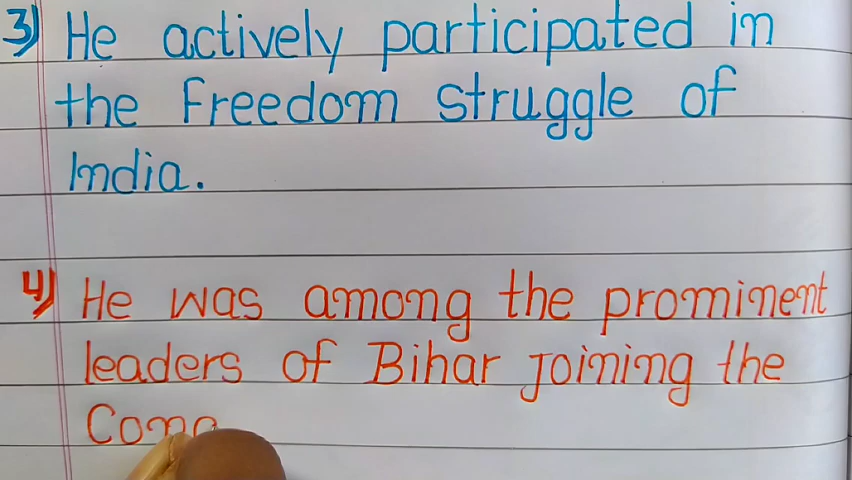 3) He actively participated in
the Freedom struggle of
India.
4) He was among the prominent
leaders of Bihar Joining the